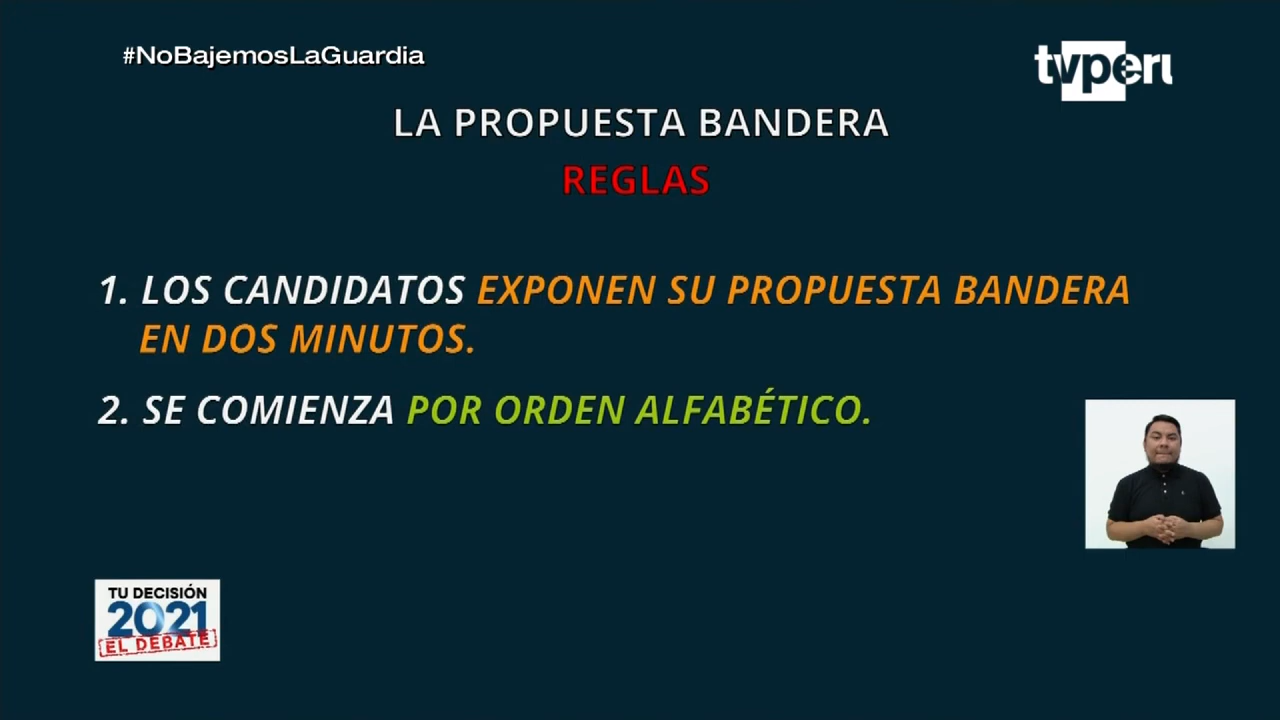 #NoBajemosLaGuardia
tvperu
LA PROPUESTA BANDERA
REGLAS
1. LOS CANDIDATOS EXPONEN SU PROPUESTA BANDERA
EN DOS MINUTOS.
2. SE COMIENZA POR ORDEN ALFABÉTICO.
TU DECISIÓN
2021
EL DEBATE